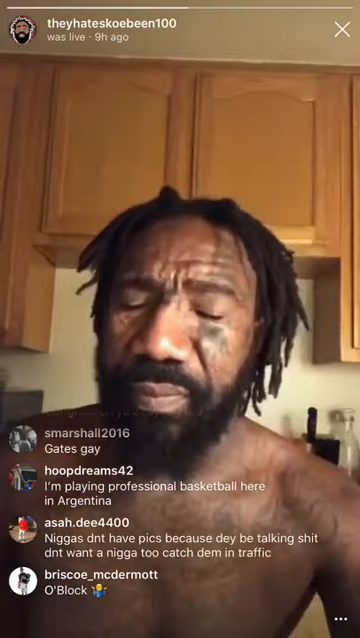 theyhateskoebeen100
was live · 9h ago
smarshall2016
Gates gay
hoopdreams42
I'm playing professional basketball here
in Argentina
asah.dee4400
Niggas dnt have pics because dey be talking shit
dnt want a nigga too catch dem in traffic
briscoe_mcdermott
O'Block 🤷‍♂️